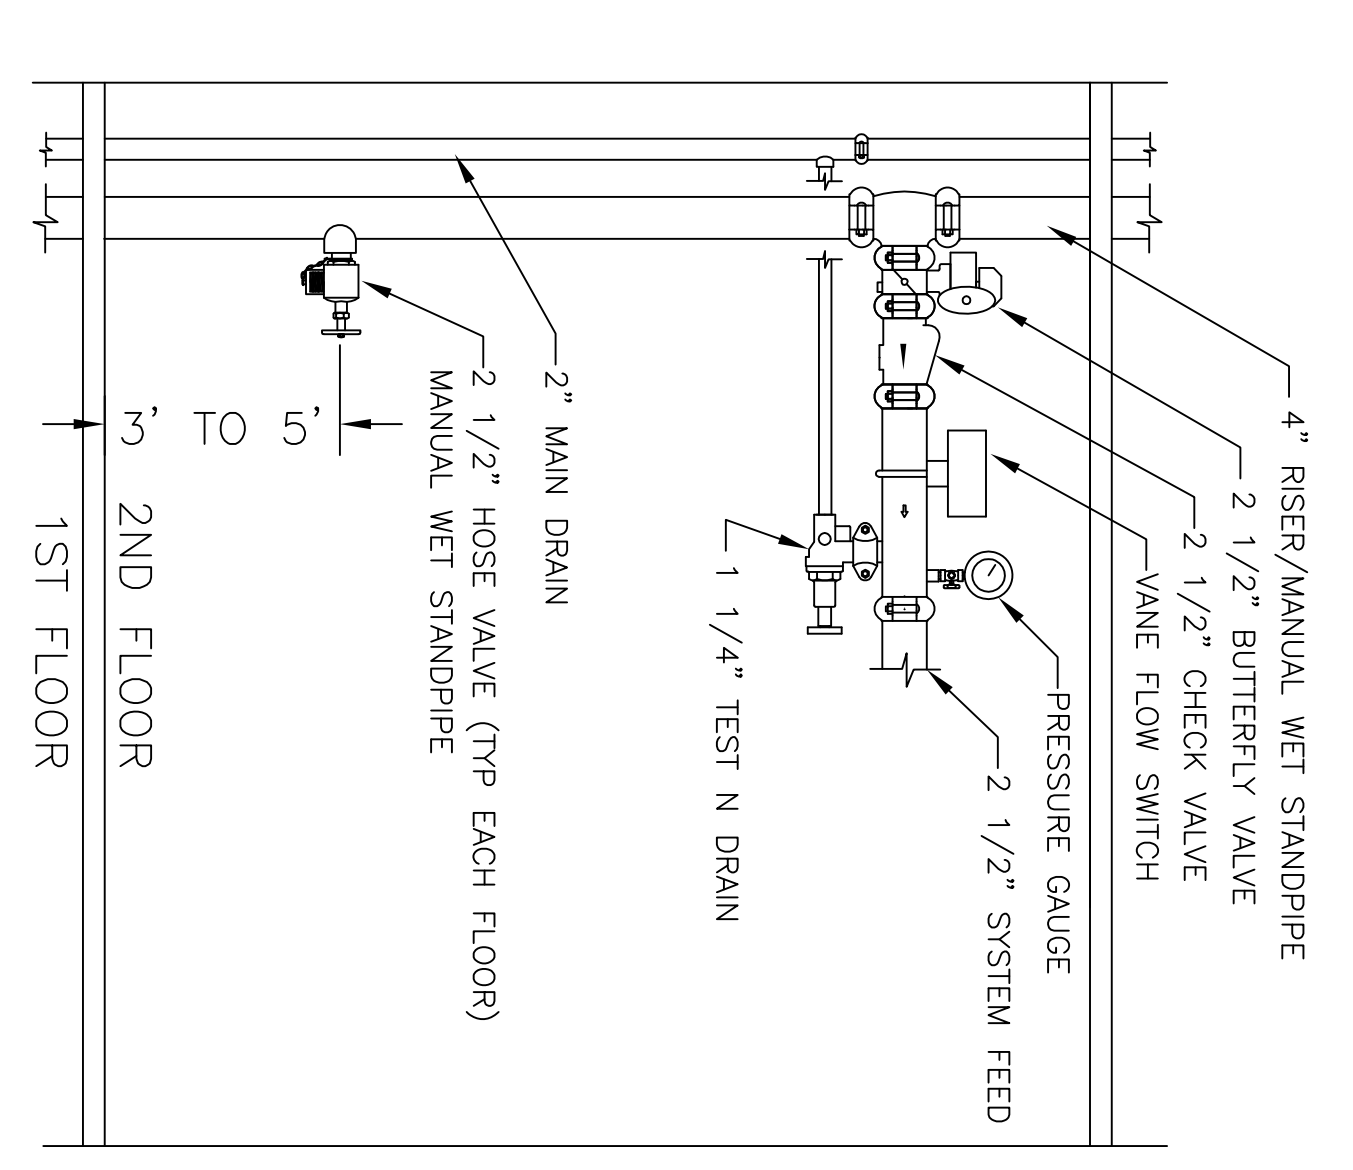 4” RISER/MANUAL WET STANDPIPE
2 1/2” BUTTERFLY VALVE
2 1/2” CHECK VALVE
VANE FLOW SWITCH
PRESSURE GAUGE
2 1/2” SYSTEM FEED
1 1/4” TEST N DRAIN
2” MAIN DRAIN
2 1/2” HOSE VALVE (TYP EACH FLOOR)
MANUAL WET STANDPIPE
3’ TO 5’
2ND FLOOR
1ST FLOOR